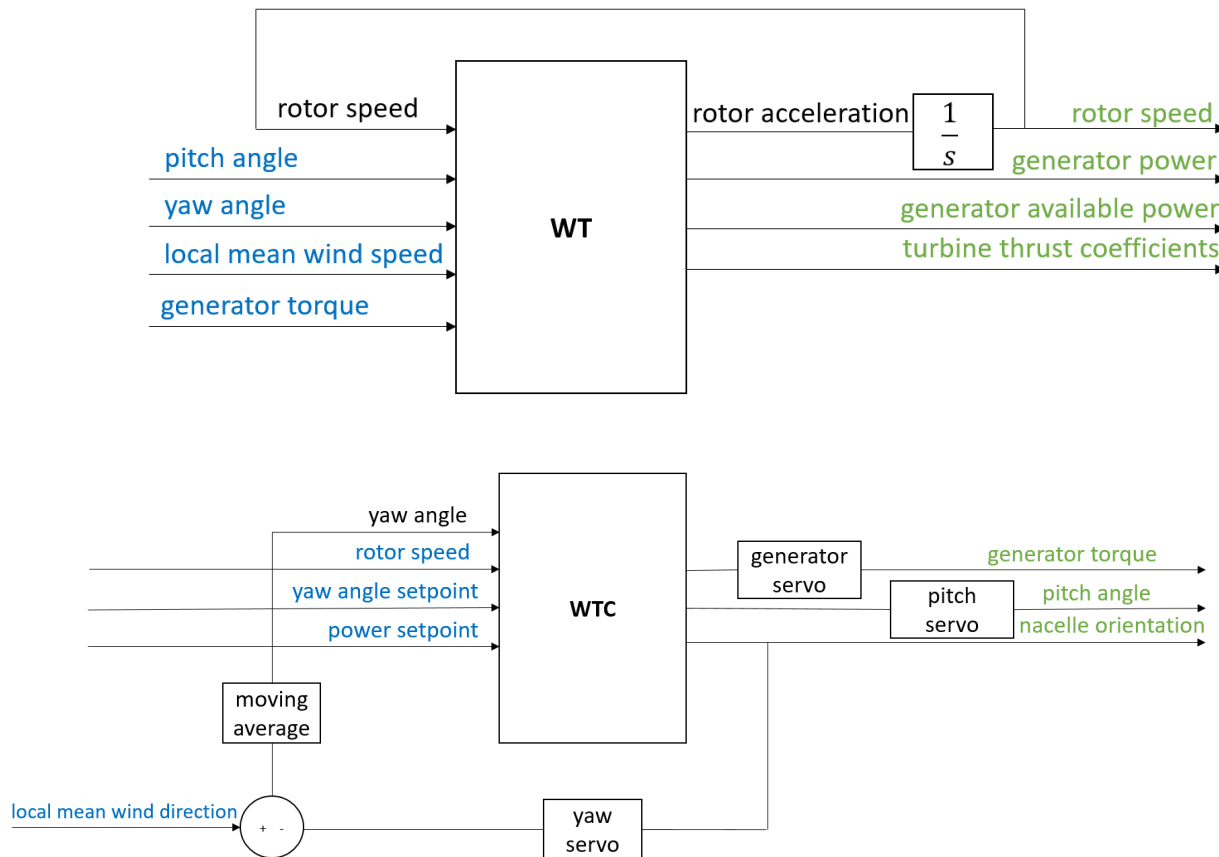 rotor speed
rotor acceleration
1
s
rotor speed
pitch angle
generator power
yaw angle
WT
generator available power
local mean wind speed
turbine thrust coefficients
generator torque
yaw angle
rotor speed
generator
servo
generator torque
yaw angle setpoint
WTC
pitch
servo
pitch angle
power setpoint
nacelle orientation
moving
average
local mean wind direction
+ -
yaw
servo